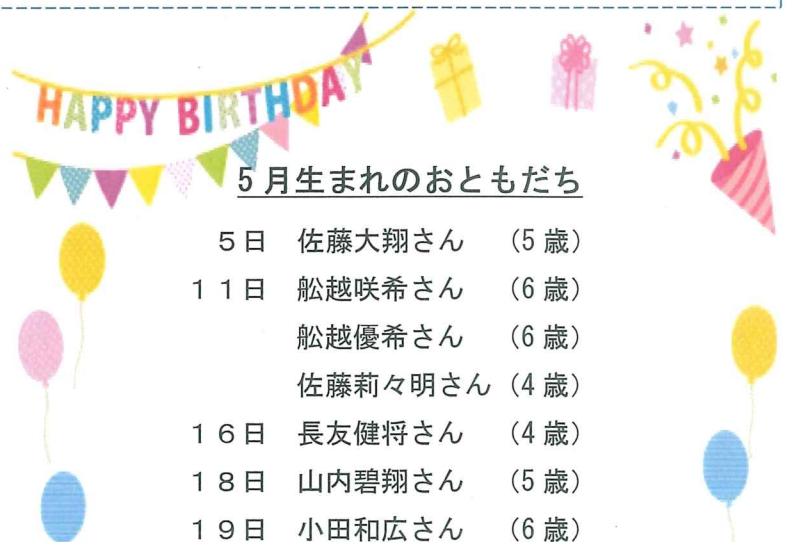 HAPPY BIRTHDAY
5月生まれのおともだち
５日　佐藤大翔さん　（5歳）
１１日　舩越咲希さん　（6歳）
舩越優希さん　（6歳）
佐藤莉々明さん（4歳）
１６日　長友健将さん　（4歳）
１８日　山内碧翔さん　（5歳）
１９日　小田和広さん　（6歳）